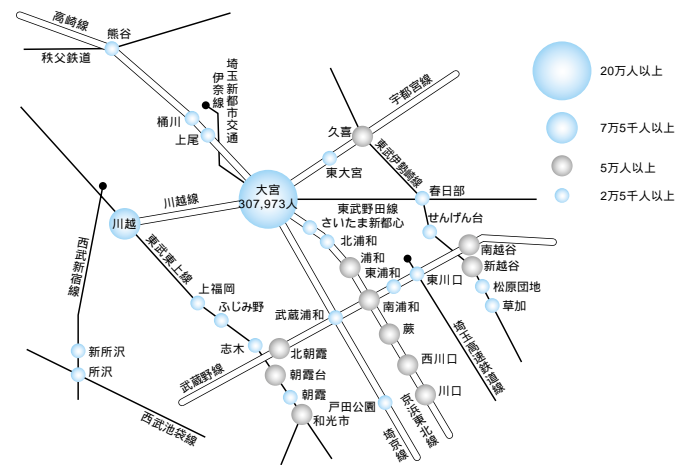 高崎線
熊谷
秩父鉄道
埼玉新都市交通
伊奈線
桶川
上尾
宇都宮線
久喜
東武伊勢崎線
東大宮
大宮
307,973人
川越線
川越
春日部
東武野田線
さいたま新都心
せんげん台
北浦和
浦和
東浦和
南越谷
新越谷
東川口
松原団地
草加
西武新宿線
東武東上線
上福岡
ふじみ野
武蔵浦和
南浦和
志木
北朝霞
蕨
埼玉高速鉄道線
新所沢
所沢
武蔵野線
朝霞台
西川口
朝霞
戸田公園
川口
和光市
西武池袋線
埼京線
京浜東北線
20万人以上
7万5千人以上
5万人以上
2万5千人以上